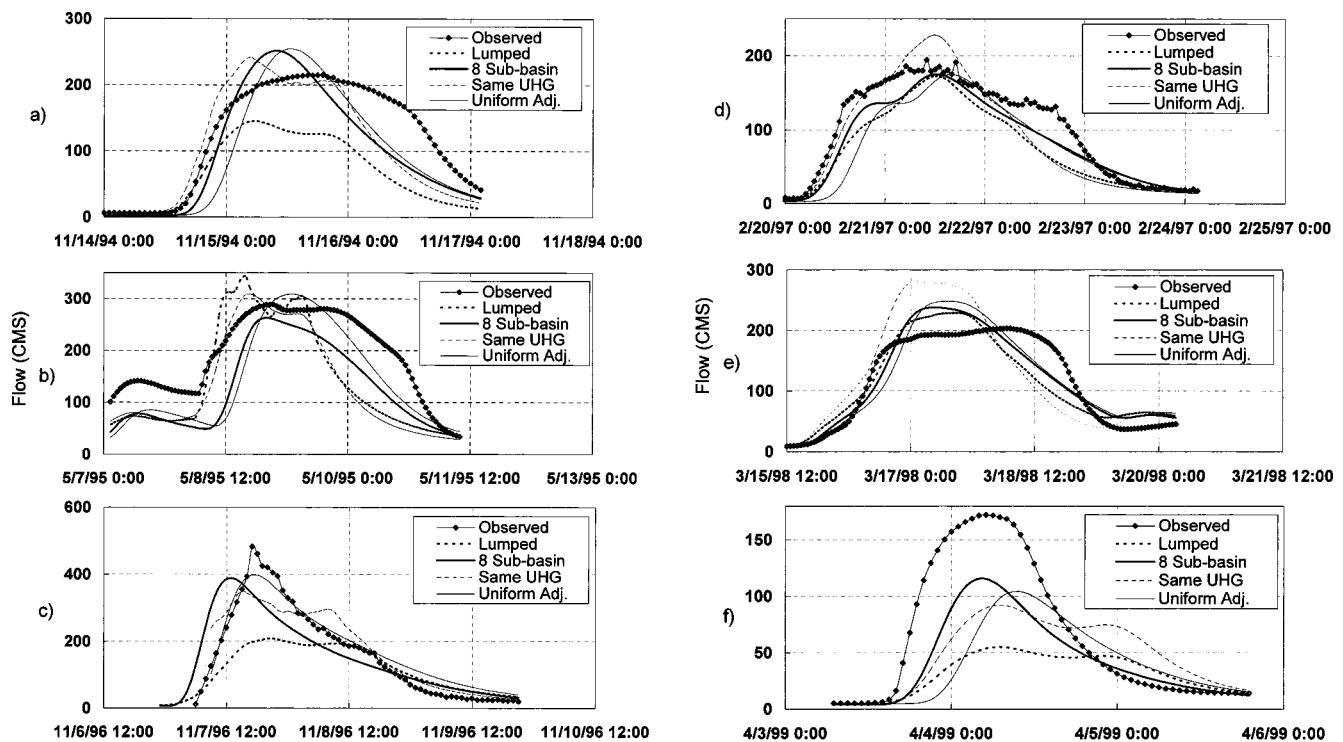 a)
300
200
100
0
Observed
Lumped
8 Sub-basin
Same UHG
Uniform Adj.
11/14/94 0:00 11/15/94 0:00 11/16/94 0:00 11/17/94 0:00 11/18/94 0:00
Flow (CMS)
b)
300
200
100
0
Observed
Lumped
8 Sub-basin
Same UHG
Uniform Adj.
5/7/95 0:00 5/8/95 12:00 5/10/95 0:00 5/11/95 12:00 5/13/95 0:00
c)
600
400
200
0
Observed
Lumped
8 Sub-basin
Same UHG
Uniform Adj.
11/6/96 12:00 11/7/96 12:00 11/8/96 12:00 11/9/96 12:00 11/10/96 12:00
d)
200
100
0
Observed
Lumped
8 Sub-basin
Same UHG
Uniform Adj.
2/20/97 0:00 2/21/97 0:00 2/22/97 0:00 2/23/97 0:00 2/24/97 0:00 2/25/97 0:00
Flow (CMS)
e)
300
200
100
0
Observed
Lumped
8 Sub-basin
Same UHG
Uniform Adj.
3/15/98 12:00 3/17/98 0:00 3/18/98 12:00 3/20/98 0:00 3/21/98 12:00
f)
150
100
50
0
Observed
Lumped
8 Sub-basin
Same UHG
Uniform Adj.
4/3/99 0:00 4/4/99 0:00 4/5/99 0:00 4/6/99 0:00